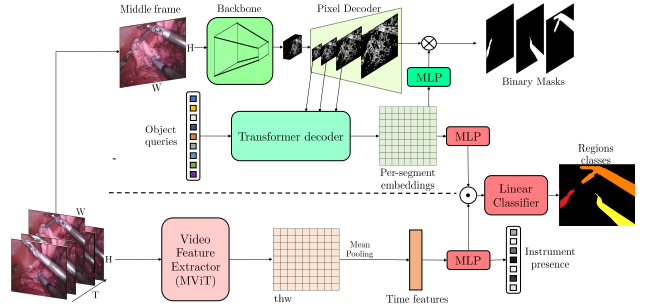 Middle frame
Backbone
Pixel Decoder
H
W
MLP
Binary Masks
Object
queries
Transformer decoder
MLP
Per-segment
embeddings
Regions
classes
Linear
Classifier
W
H
T
Video
Feature
Extractor
(MViT)
thw
Mean
Pooling
Time features
MLP
Instrument
presence